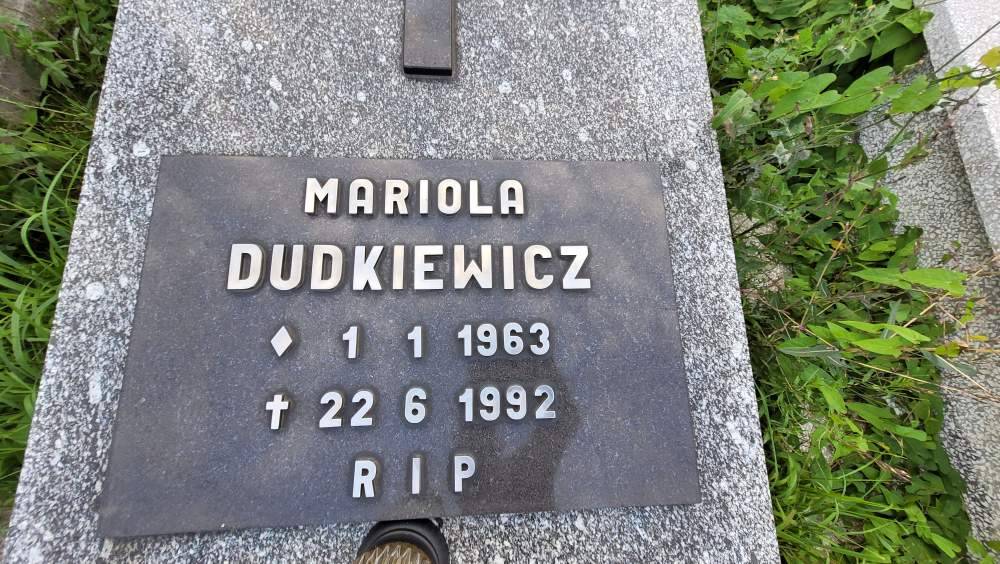 MARIOLA
DUDKIEWICZ
♦ 1 1 1963
✝ 22 6 1992
R I P